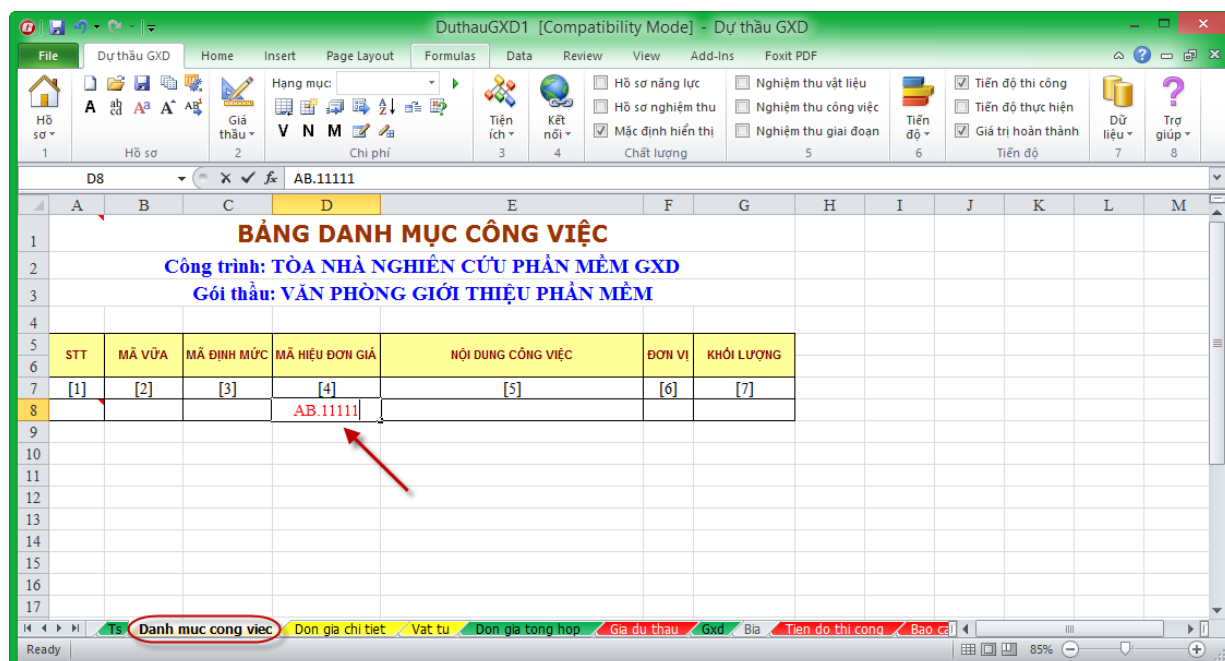 DuthauGXD1 [Compatibility Mode] - Dự thầu GXD
File Dự thầu GXD Home Insert Page Layout Formulas Data Review View Add-Ins Foxit PDF
Hồ sơ
A ab cd Aa A AB
Giá thầu
Hạng mục:
V N M
Tiện ích
Kết nối
Hồ sơ năng lực
Hồ sơ nghiệm thu
Mặc định hiển thị
Nghiệm thu vật liệu
Nghiệm thu công việc
Nghiệm thu giai đoạn
Tiến độ
Tiến độ thi công
Tiến độ thực hiện
Giá trị hoàn thành
Dữ liệu
Trợ giúp
1 Hồ sơ 2 Chi phí 3 4 Chất lượng 5 6 Tiến độ 7 8
D8 fx AB.11111
A B C D E F G H I J K L M
1 BẢNG DANH MỤC CÔNG VIỆC
2 Công trình: TÒA NHÀ NGHIÊN CỨU PHẦN MỀM GXD
3 Gói thầu: VĂN PHÒNG GIỚI THIỆU PHẦN MỀM
4
5
6
STT MÃ VỮA MÃ ĐỊNH MỨC MÃ HIỆU ĐƠN GIÁ NỘI DUNG CÔNG VIỆC ĐƠN VỊ KHỐI LƯỢNG
7 [1] [2] [3] [4] [5] [6] [7]
8 AB.11111
9
10
11
12
13
14
15
16
17
Ts Danh muc cong viec Don gia chi tiet Vat tu Don gia tong hop Gia du thau Gxd Bia Tien do thi cong Bao ca
Ready 85%